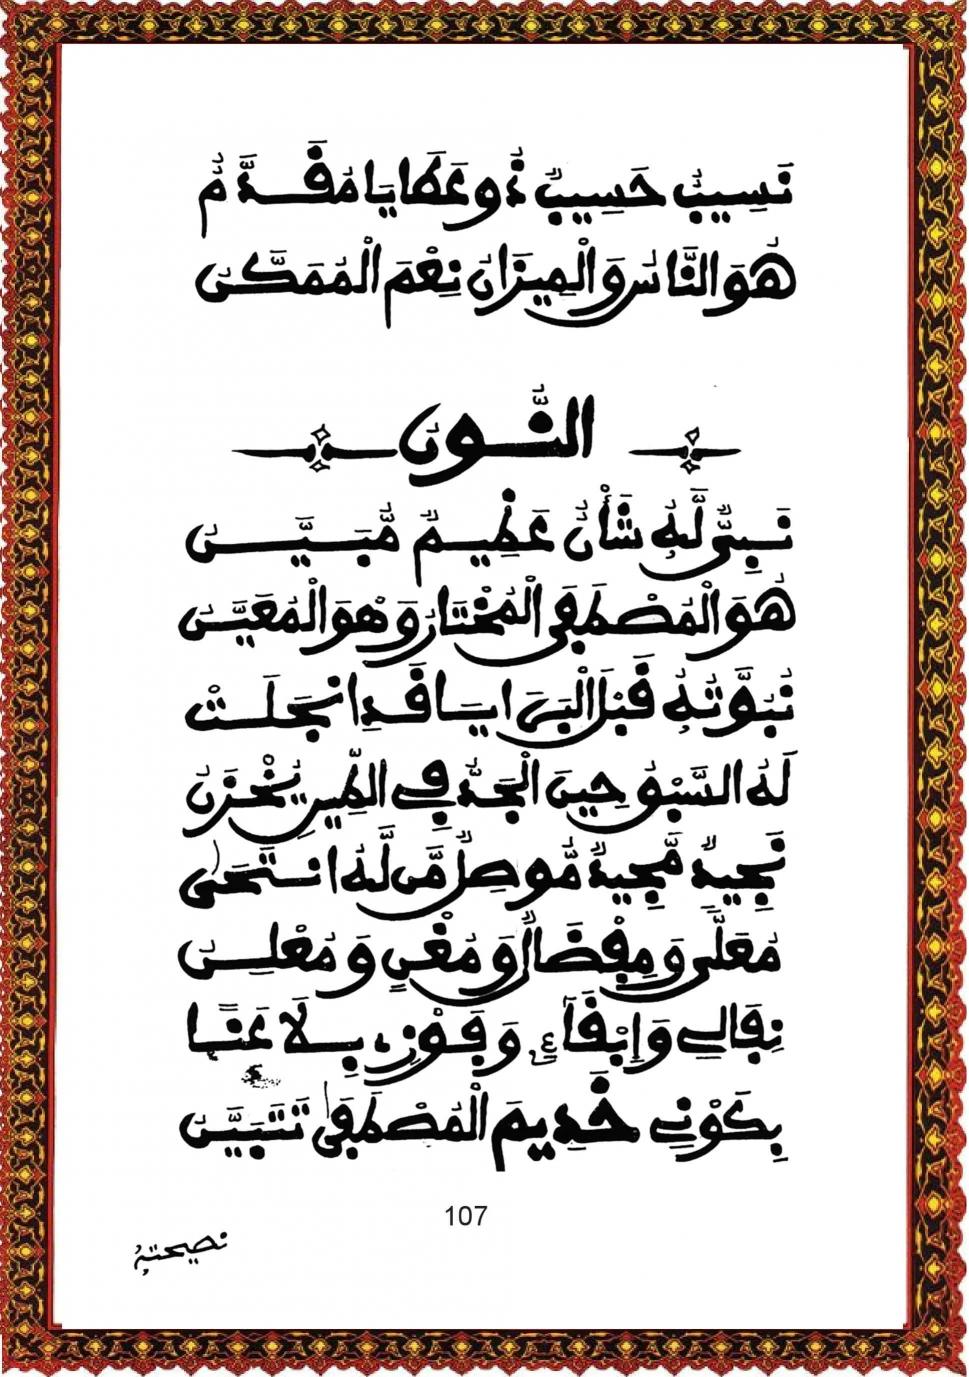 نَسِيبٌ حَسِيبٌ ذُو عَطَايَا مُقَدَّمُ
هُوَ النَّاسُ وَالْمِيزَانُ نِعْمَ الْمُمَكَّنُ
النُّونُ
نَبِيٌّ لَهُ شَأْنٌ عَظِيمٌ مُّبَيَّنُ
هُوَ الْمُصْطَفَى الْمُخْتَارُ وَهْوَ الْمُعَيَّنُ
نُبُوَّتُهُ قَبْلَ الْبَرَايَا قَدِ انْجَلَتْ
لَهُ السَّبْقُ حِينَ الْجَدُّ فِي الطِّينِ يُخْزَنُ
نَجِيدٌ مَّجِيدٌ مُّوصِلٌ مَّن لَّهُ انْتَحَى
مُعَلًّى وَمِفْضَالٌ وَمُغْنٍ وَمُعْلِنُ
نِقَالِي وَإِبْقَاءِ وَفَوْزِي بِلَا عَنًا
بِكَوْنِي خَدِيمَ الْمُصْطَفَى تَتَبَيَّنُ
107
نصيحته